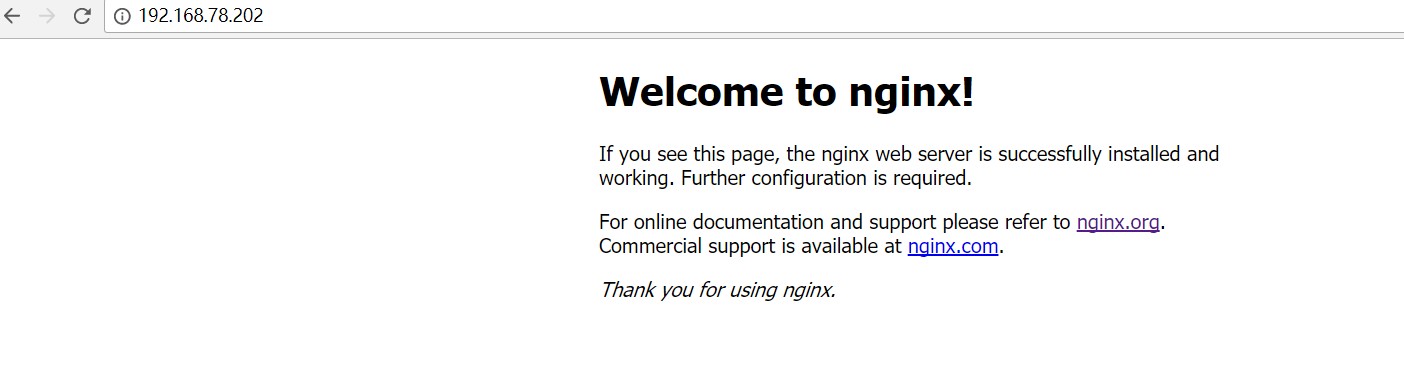 192.168.78.202
Welcome to nginx!
If you see this page, the nginx web server is successfully installed and
working. Further configuration is required.
For online documentation and support please refer to nginx.org.
Commercial support is available at nginx.com.
Thank you for using nginx.